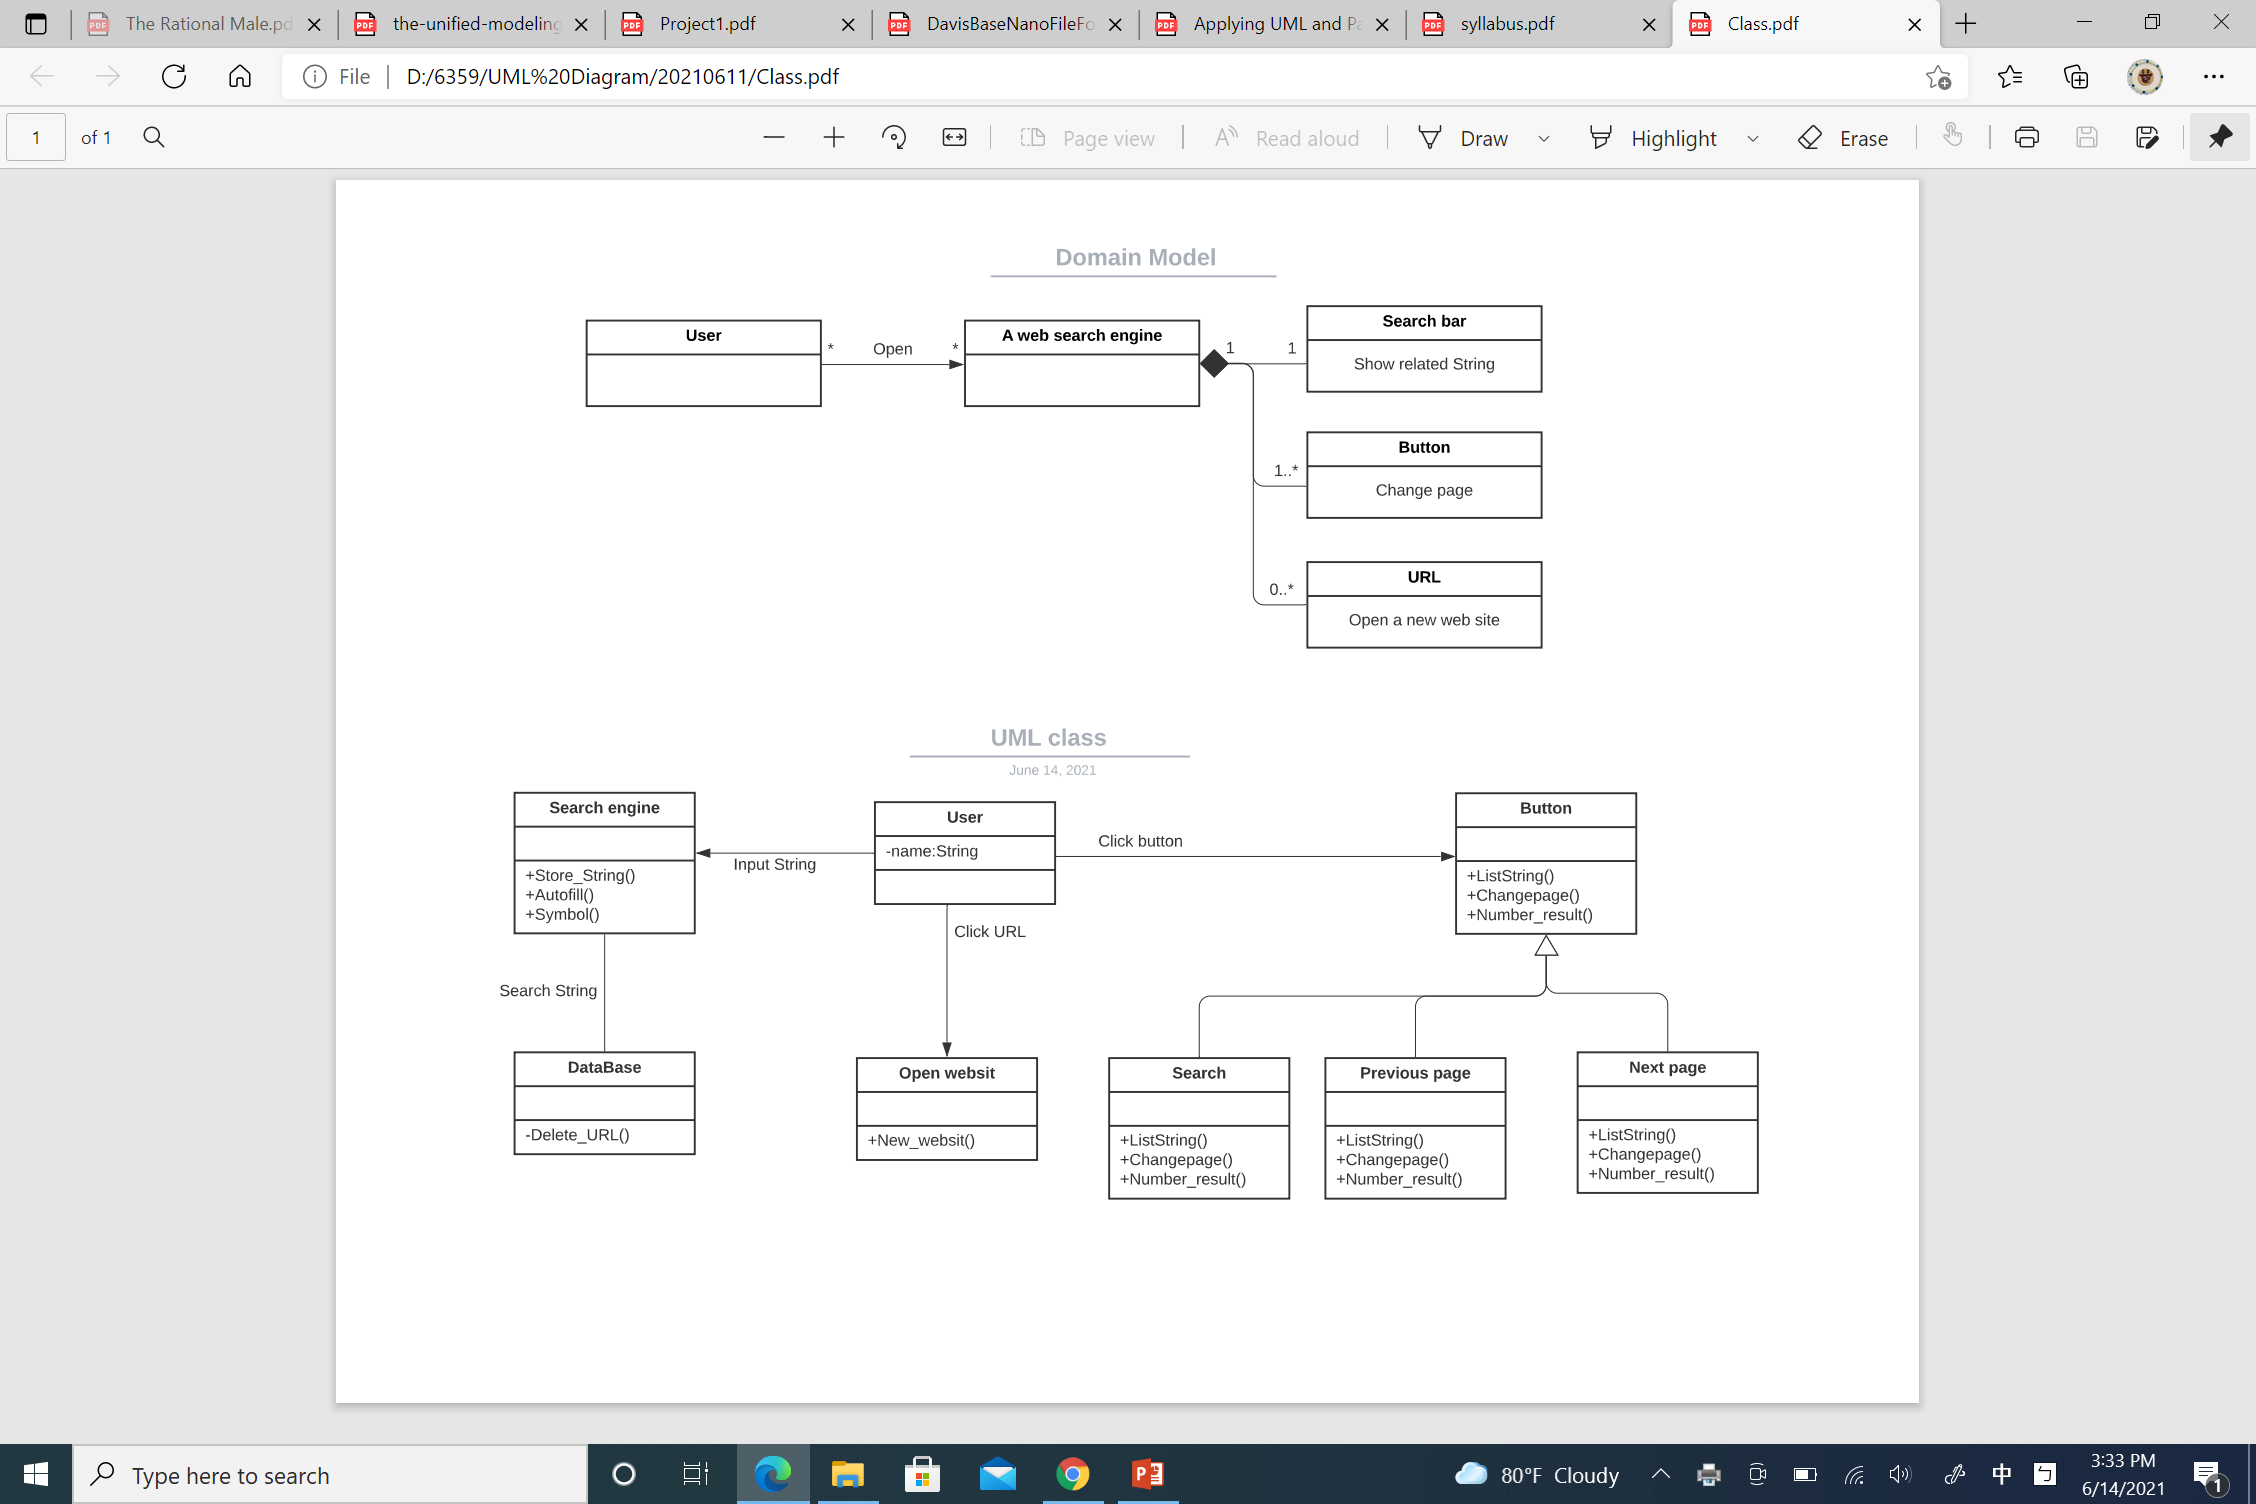 The Rational Male.pd
the-unified-modeling
Project1.pdf
DavisBaseNanoFileFo
Applying UML and Pa
syllabus.pdf
Class.pdf
File
D:/6359/UML%20Diagram/20210611/Class.pdf
1
of 1
Page view
Read aloud
Draw
Highlight
Erase
Domain Model
User
* Open *
A web search engine
1 1
Search bar
Show related String
1..*
Button
Change page
0..*
URL
Open a new web site
UML class
June 14, 2021
Search engine
+Store_String()
+Autofill()
+Symbol()
Input String
User
-name:String
Click button
Button
+ListString()
+Changepage()
+Number_result()
Click URL
Search String
DataBase
-Delete_URL()
Open websit
+New_websit()
Search
+ListString()
+Changepage()
+Number_result()
Previous page
+ListString()
+Changepage()
+Number_result()
Next page
+ListString()
+Changepage()
+Number_result()
Type here to search
80°F Cloudy
中
ㄅ
3:33 PM
6/14/2021
1